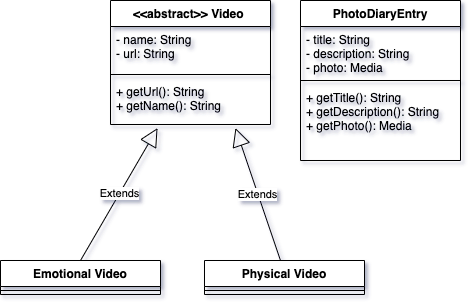 <<abstract>> Video
- name: String
- url: String
+ getUrl(): String
+ getName(): String
PhotoDiaryEntry
- title: String
- description: String
- photo: Media
+ getTitle(): String
+ getDescription(): String
+ getPhoto(): Media
Extends
Extends
Emotional Video
Physical Video